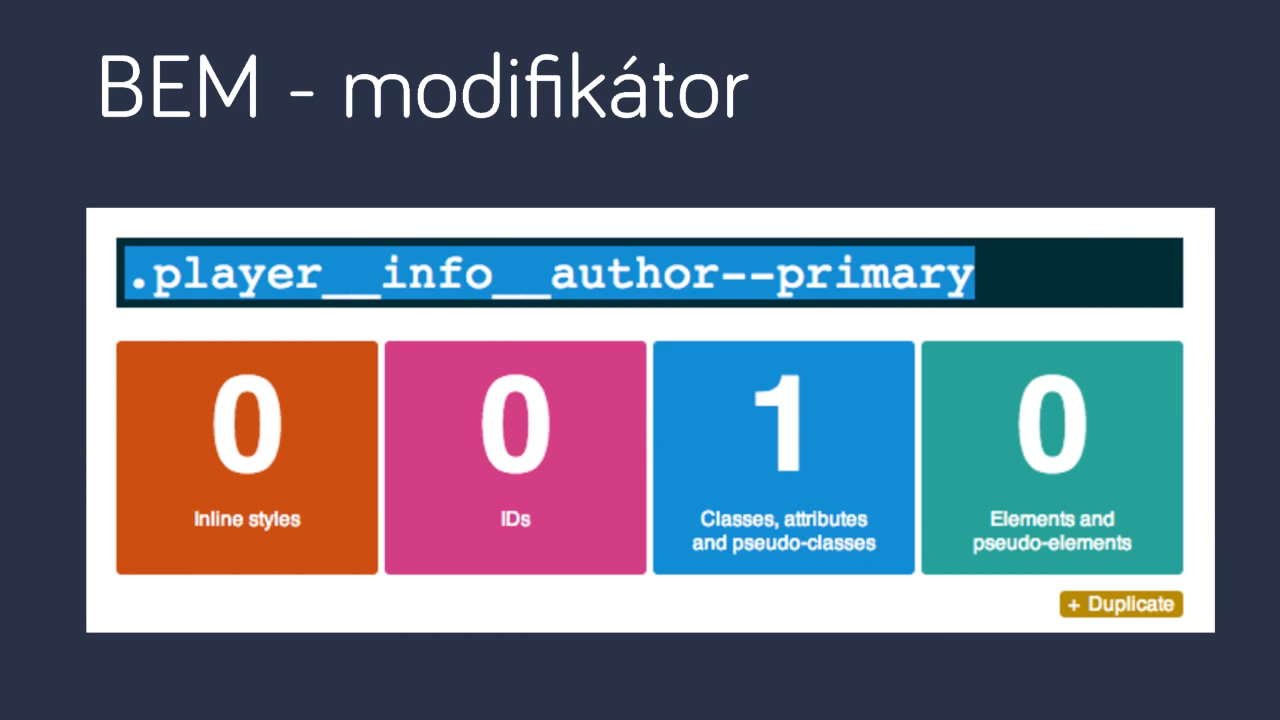 BEM - modifikátor
.player__info__author--primary
0
0
1
0
Inline styles
IDs
Classes, attributes
and pseudo-classes
Elements and
pseudo-elements
+ Duplicate